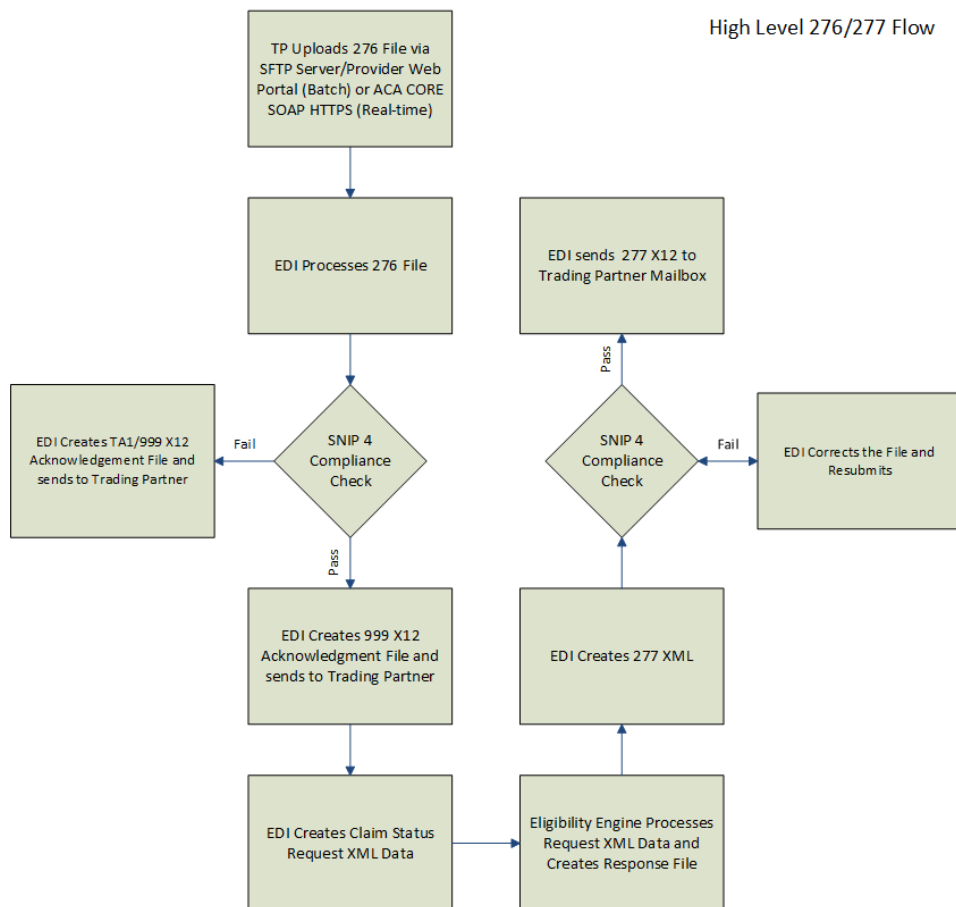 High Level 276/277 Flow
TP Uploads 276 File via
SFTP Server/Provider Web
Portal (Batch) or ACA CORE
SOAP HTTPS (Real-time)
EDI Processes 276 File
SNIP 4
Compliance
Check
Fail
EDI Creates TA1/999 X12
Acknowledgement File and
sends to Trading Partner
Pass
EDI Creates 999 X12
Acknowledgment File and
sends to Trading Partner
EDI Creates Claim Status
Request XML Data
Eligibility Engine Processes
Request XML Data and
Creates Response File
EDI Creates 277 XML
SNIP 4
Compliance
Check
Fail
EDI Corrects the File and
Resubmits
Pass
EDI sends 277 X12 to
Trading Partner Mailbox